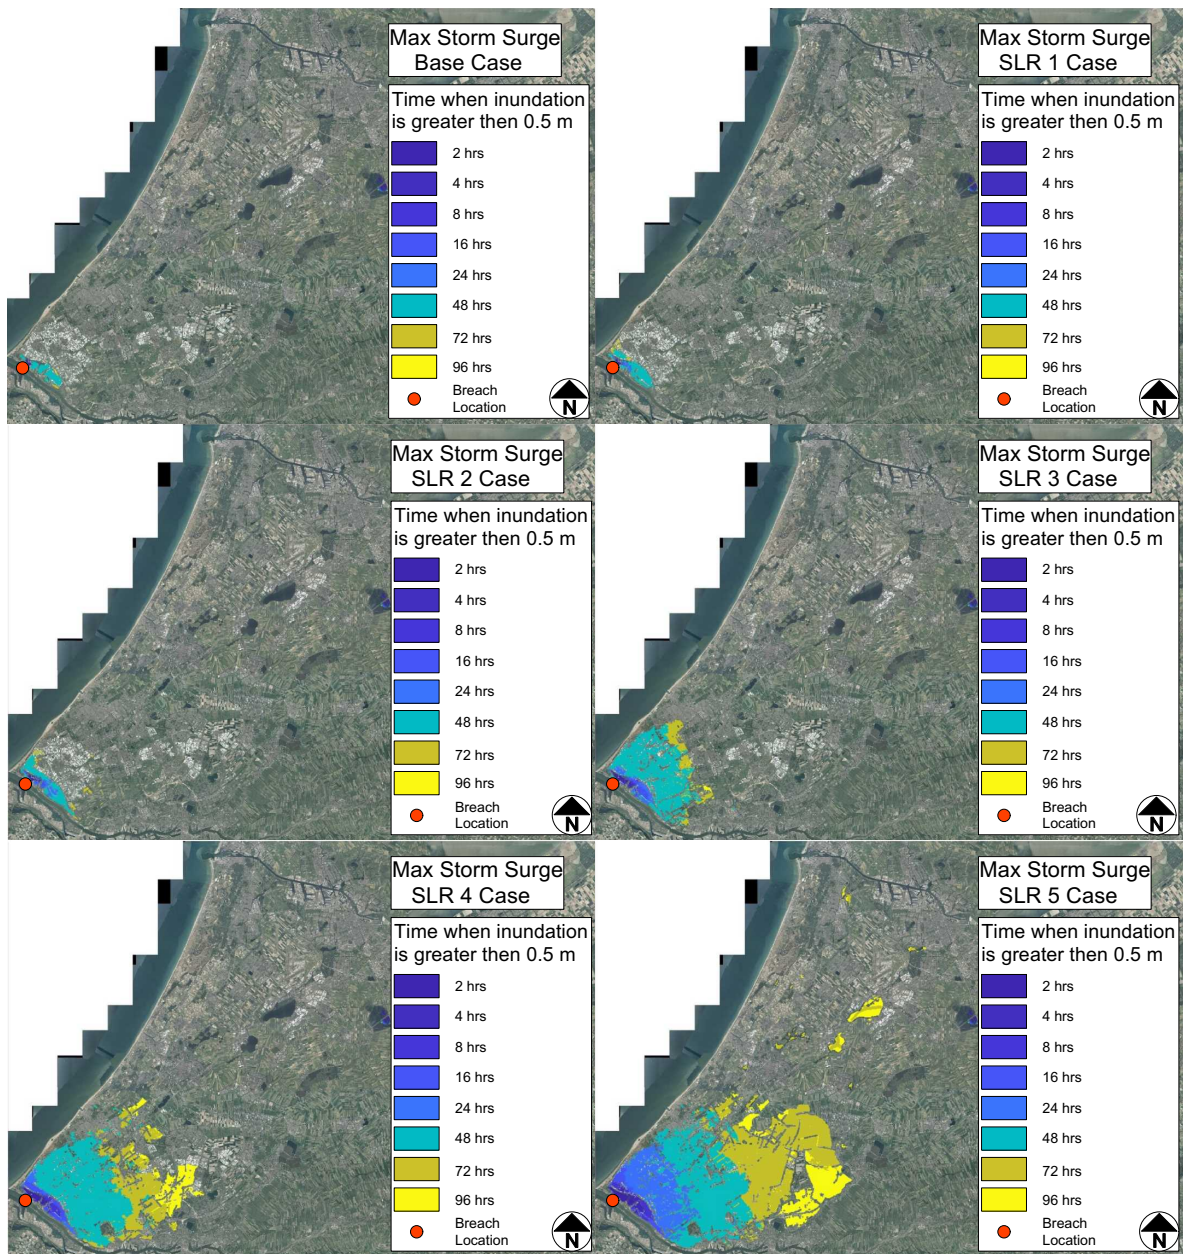 Max Storm Surge
Base Case
Time when inundation
is greater then 0.5 m
2 hrs
4 hrs
8 hrs
16 hrs
24 hrs
48 hrs
72 hrs
96 hrs
Breach
Location
N
Max Storm Surge
SLR 1 Case
Time when inundation
is greater then 0.5 m
2 hrs
4 hrs
8 hrs
16 hrs
24 hrs
48 hrs
72 hrs
96 hrs
Breach
Location
N
Max Storm Surge
SLR 2 Case
Time when inundation
is greater then 0.5 m
2 hrs
4 hrs
8 hrs
16 hrs
24 hrs
48 hrs
72 hrs
96 hrs
Breach
Location
N
Max Storm Surge
SLR 3 Case
Time when inundation
is greater then 0.5 m
2 hrs
4 hrs
8 hrs
16 hrs
24 hrs
48 hrs
72 hrs
96 hrs
Breach
Location
N
Max Storm Surge
SLR 4 Case
Time when inundation
is greater then 0.5 m
2 hrs
4 hrs
8 hrs
16 hrs
24 hrs
48 hrs
72 hrs
96 hrs
Breach
Location
N
Max Storm Surge
SLR 5 Case
Time when inundation
is greater then 0.5 m
2 hrs
4 hrs
8 hrs
16 hrs
24 hrs
48 hrs
72 hrs
96 hrs
Breach
Location
N